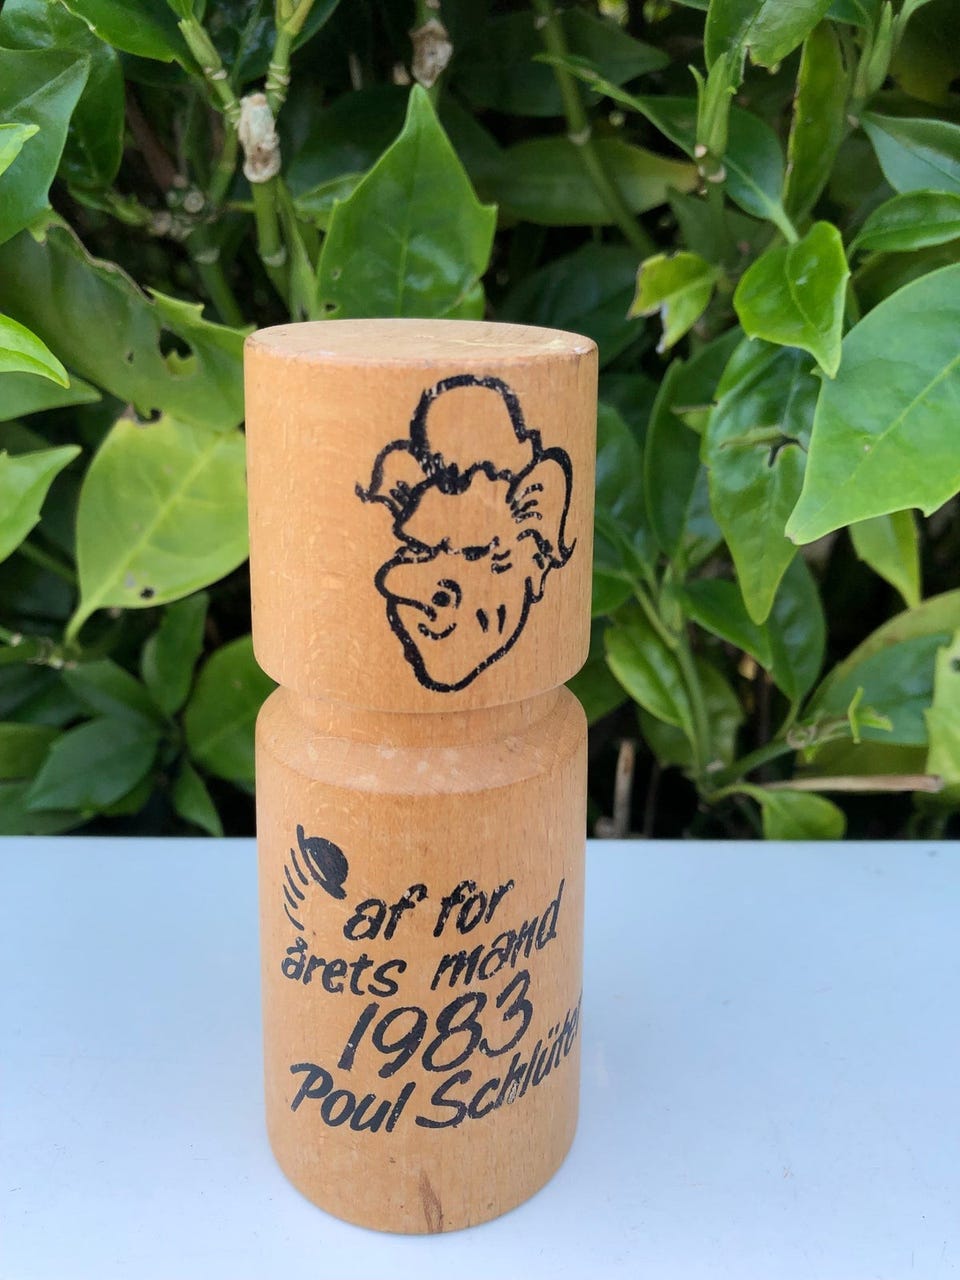 af for
årets mand
1983
Poul Schlüter